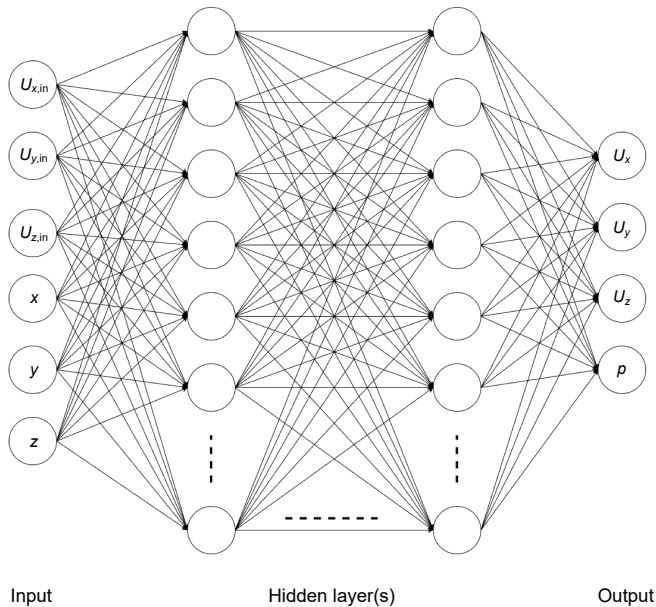 U_x,in
U_y,in
U_z,in
x
y
z
U_x
U_y
U_z
p
Input Hidden layer(s) Output